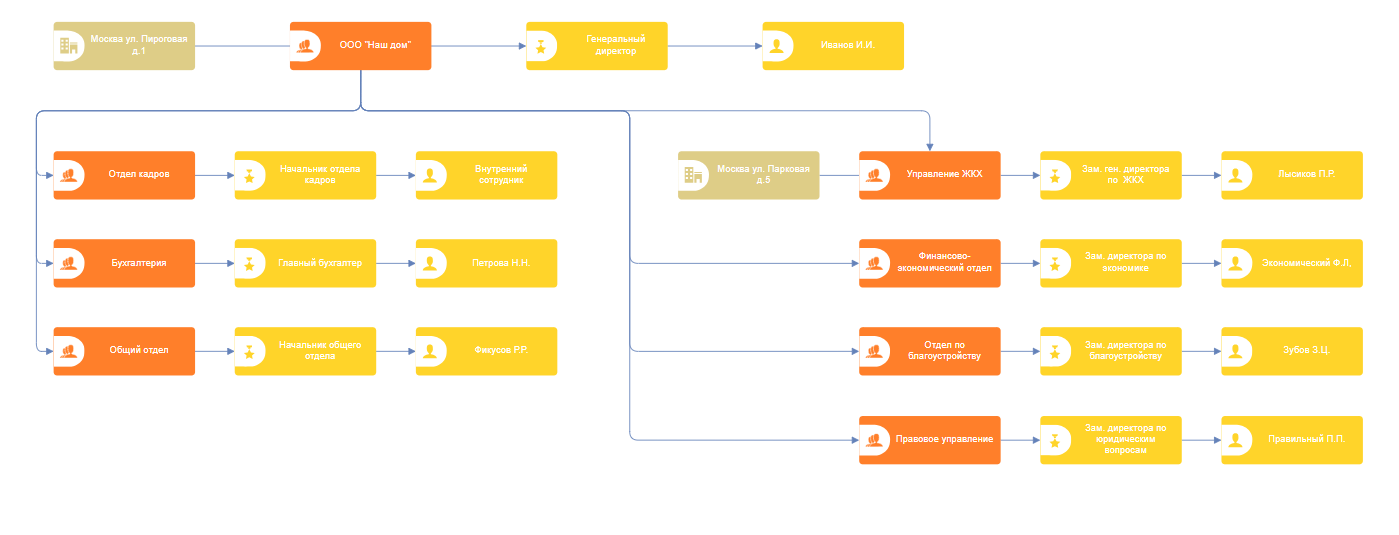 Москва ул. Пироговая
д.1
ООО "Наш дом"
Генеральный
директор
Иванов И.И.
Отдел кадров
Начальник отдела
кадров
Внутренний
сотрудник
Москва ул. Парковая
д.5
Управление ЖКХ
Зам. ген. директора
по ЖКХ
Лысиков П.Р.
Бухгалтерия
Главный бухгалтер
Петрова Н.Н.
Финансово-
экономический отдел
Зам. директора по
экономике
Экономический Ф.Л,
Общий отдел
Начальник общего
отдела
Фикусов Р.Р.
Отдел по
благоустройству
Зам. директора по
благоустройству
Зубов З.Ц.
Правовое управление
Зам. директора по
юридическим
вопросам
Правильный П.П.